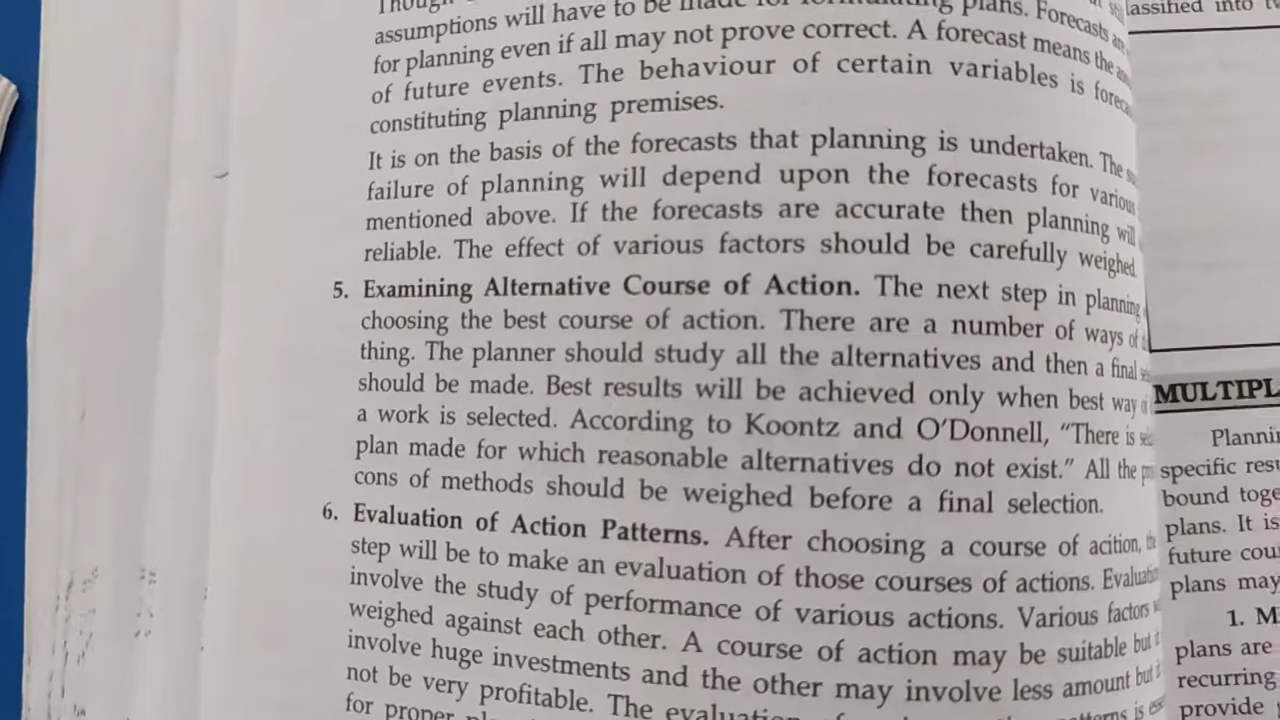 assumptions will have to be made for formulating plans. Forecasts are
for planning even if all may not prove correct. A forecast means the
of future events. The behaviour of certain variables is
constituting planning premises.
It is on the basis of the forecasts that planning is undertaken. The
failure of planning will depend upon the forecasts for various
mentioned above. If the forecasts are accurate then planning will
reliable. The effect of various factors should be carefully weighed.
5. Examining Alternative Course of Action. The next step in planning
choosing the best course of action. There are a number of ways of
thing. The planner should study all the alternatives and then a final
should be made. Best results will be achieved only when best way
a work is selected. According to Koontz and O'Donnell, "There is
plan made for which reasonable alternatives do not exist." All the
cons of methods should be weighed before a final selection.
6. Evaluation of Action Patterns. After choosing a course of acition,
step will be to make an evaluation of those courses of actions.
involve the study of performance of various actions. Various factors
weighed against each other. A course of action may be suitable but
involve huge investments and the other may involve less amount but
not be very profitable. The
for proper
into
MULTIPL
Planni
specific rest
bound toge
plans. It is
future cou
plans may
1. M
plans are
recurring
provide